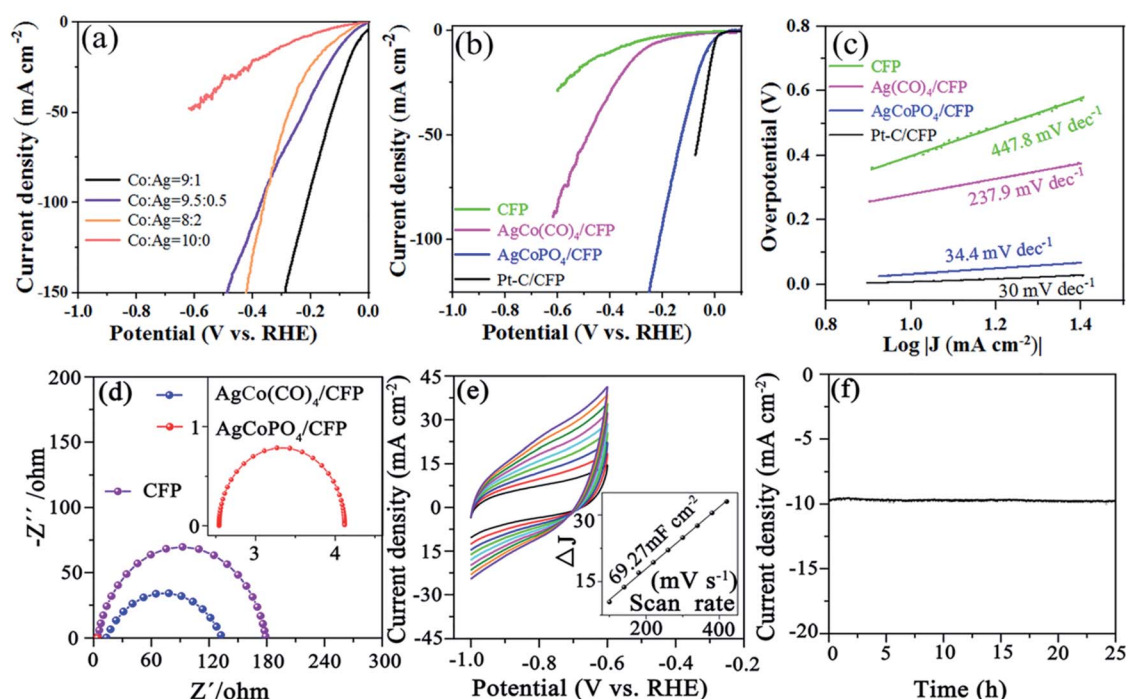 (a)
Current density (mA cm⁻²)
0
-50
-100
-150
Co:Ag=9:1
Co:Ag=9.5:0.5
Co:Ag=8:2
Co:Ag=10:0
-1.0 -0.8 -0.6 -0.4 -0.2 0.0
Potential (V vs. RHE)
(b)
Current density (mA cm⁻²)
0
-50
-100
CFP
AgCo(CO)₄/CFP
AgCoPO₄/CFP
Pt-C/CFP
-1.0 -0.8 -0.6 -0.4 -0.2 0.0
Potential (V vs. RHE)
(c)
Overpotential (V)
0.8
0.6
0.4
0.2
0.0
CFP
Ag(CO)₄/CFP
AgCoPO₄/CFP
Pt-C/CFP
447.8 mV dec⁻¹
237.9 mV dec⁻¹
34.4 mV dec⁻¹
30 mV dec⁻¹
0.8 1.0 1.2 1.4
Log |J (mA cm⁻²)|
(d)
-Z´´/ohm
200
150
100
50
0
AgCo(CO)₄/CFP
AgCoPO₄/CFP
CFP
1
0
3 4
0 60 120 180 240 300
Z´/ohm
(e)
Current density (mA cm⁻²)
45
30
15
0
-15
-30
-45
ΔJ
30
15
69.27mF cm⁻²
(mV s⁻¹)
Scan rate
200 400
-1.0 -0.8 -0.6 -0.4 -0.2
Potential (V vs. RHE)
(f)
Current density (mA cm⁻²)
0
-5
-10
-15
-20
0 5 10 15 20 25
Time (h)